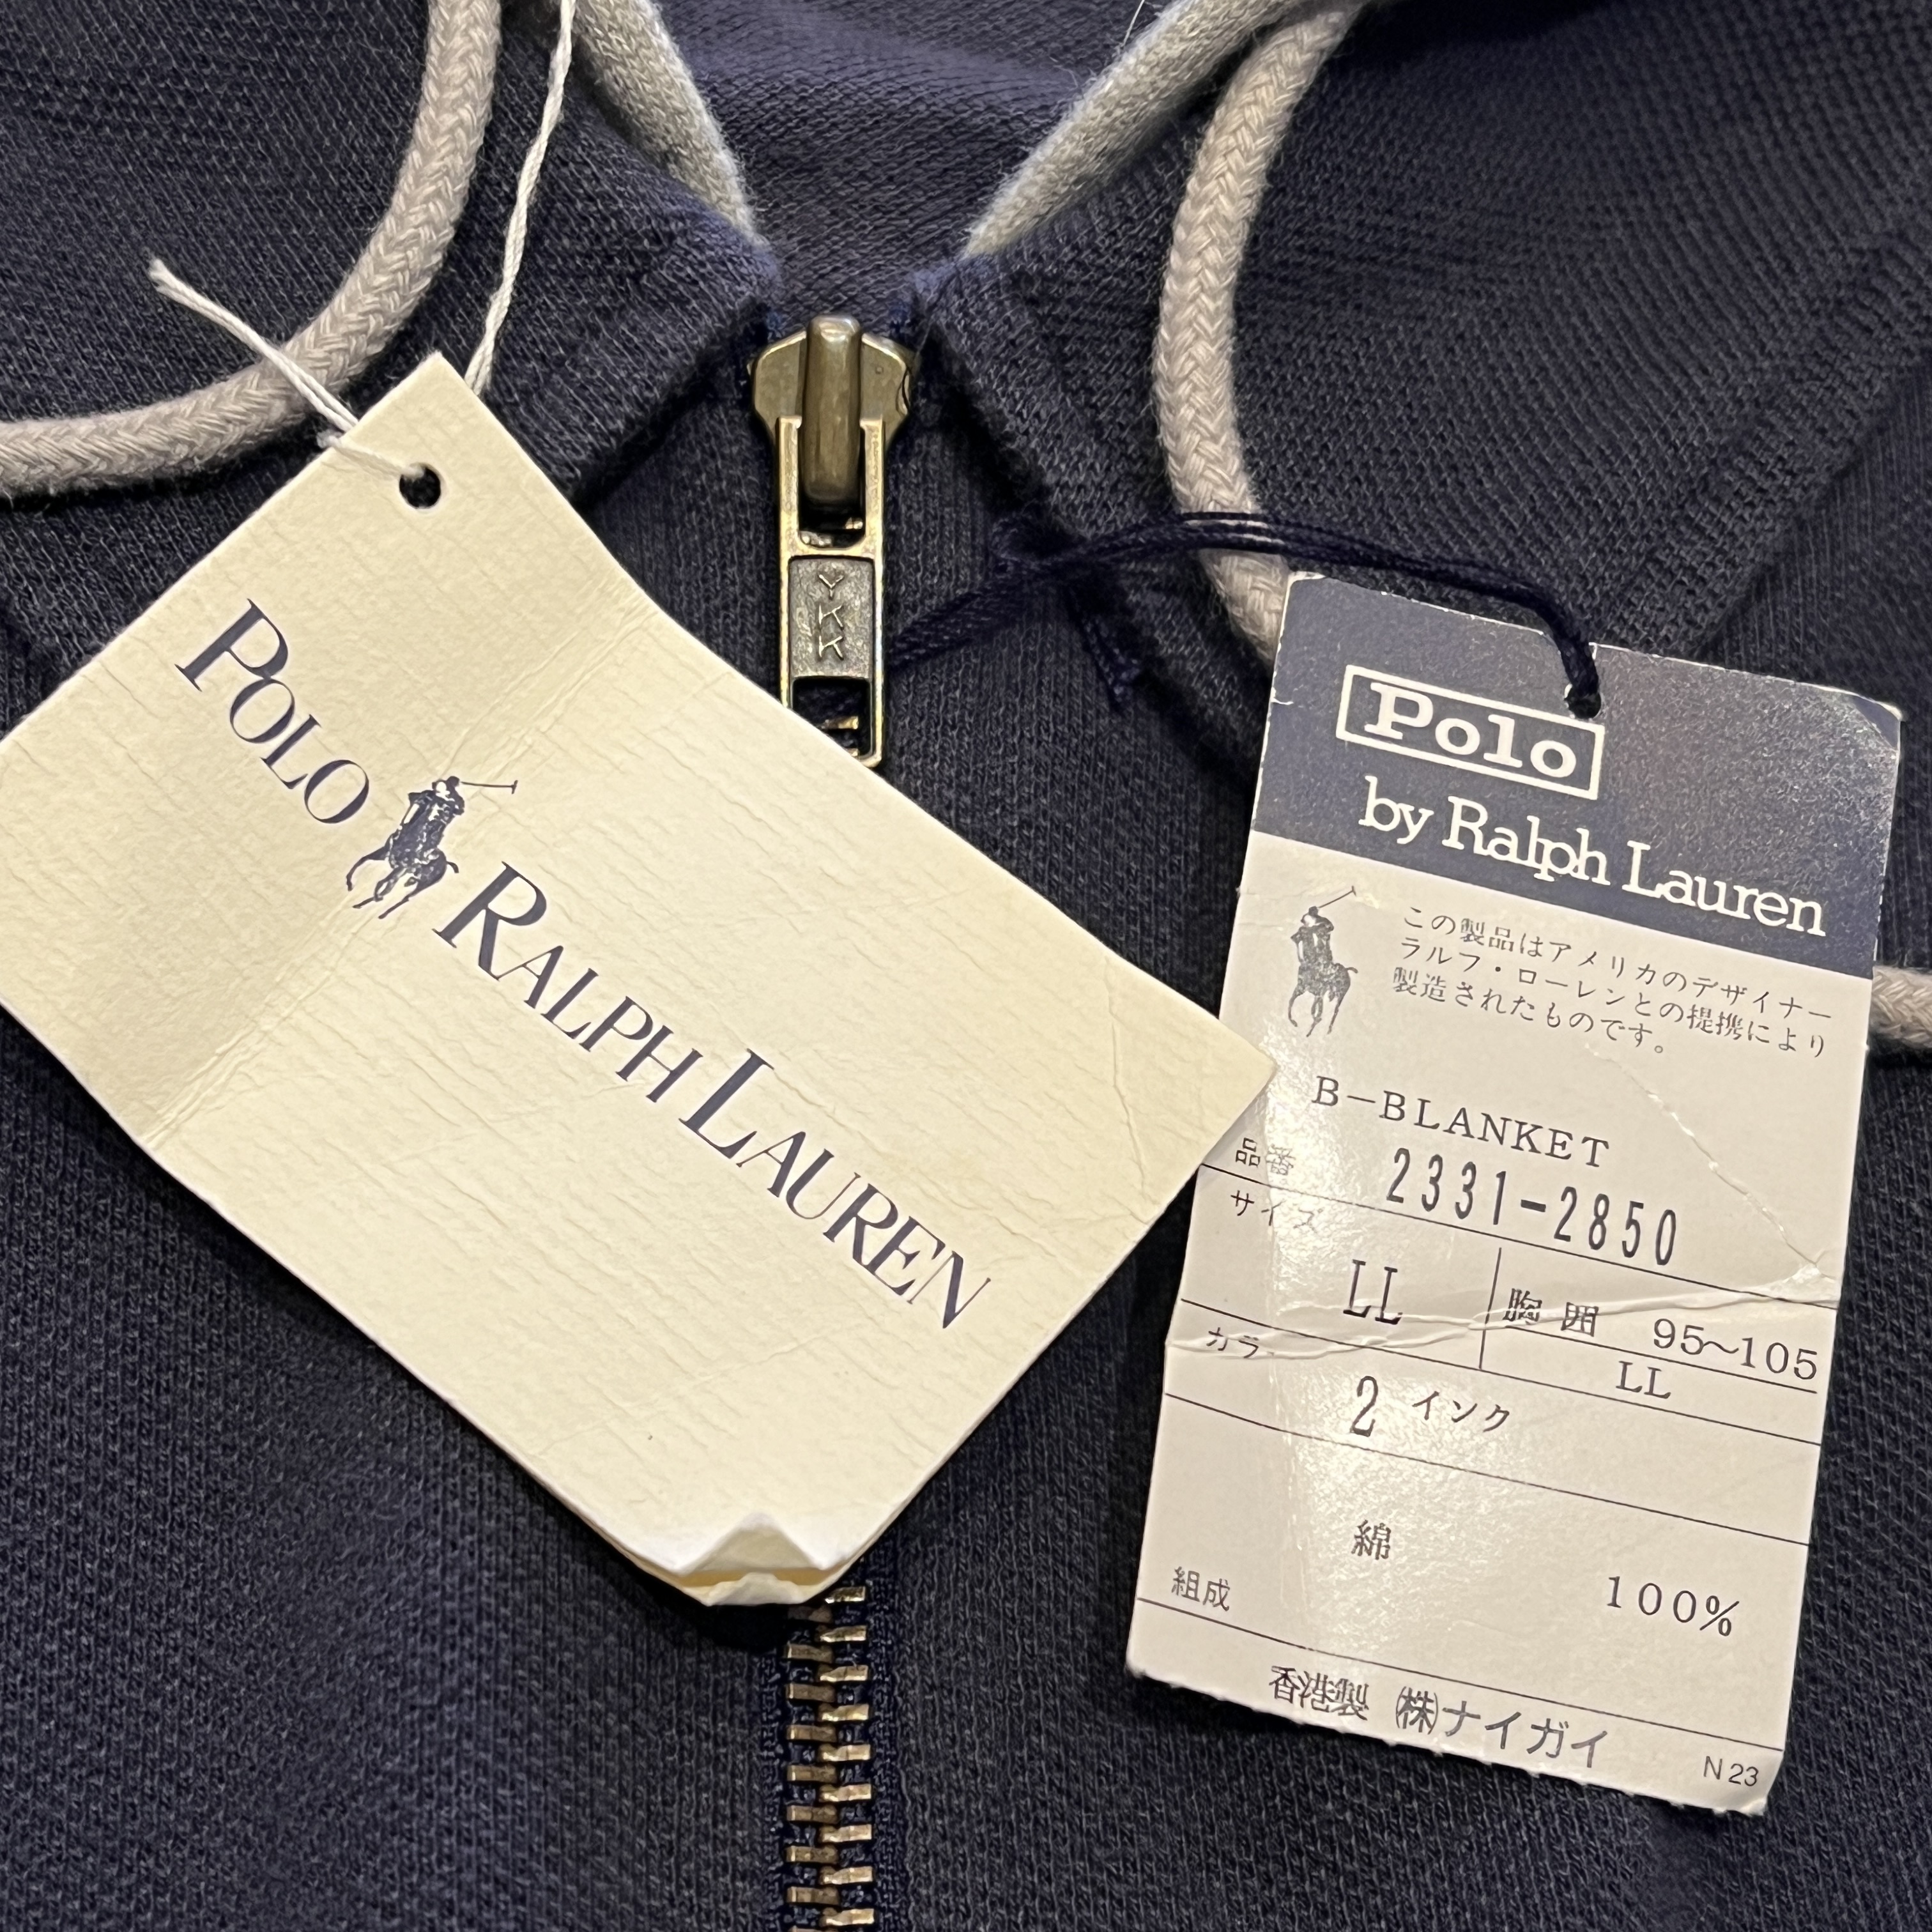 POLO RALPH LAUREN
YKK
Polo
by Ralph Lauren
この製品はアメリカのデザイナー
ラルフ・ローレンとの提携により
製造されたものです。
B-BLANKET
品番 2331-2850
サイズ
LL 胸囲 95~105
LL
カラー
2 インク
綿
100%
組成
香港製 (株)ナイガイ
N23